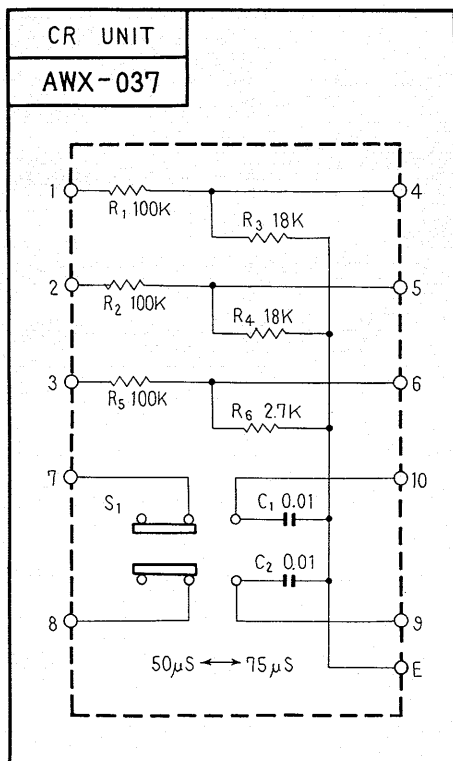 CR UNIT
AWX-037
1
R1 100K
4
R3 18K
2
R2 100K
5
R4 18K
3
R5 100K
6
R6 2.7K
7
10
S1
C1 0.01
C2 0.01
8
9
50μS ↔ 75μS
E